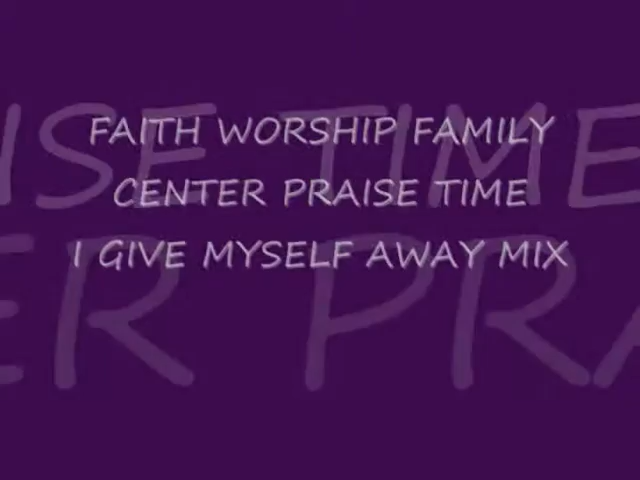 FAITH WORSHIP FAMILY
CENTER PRAISE TIME
I GIVE MYSELF AWAY MIX